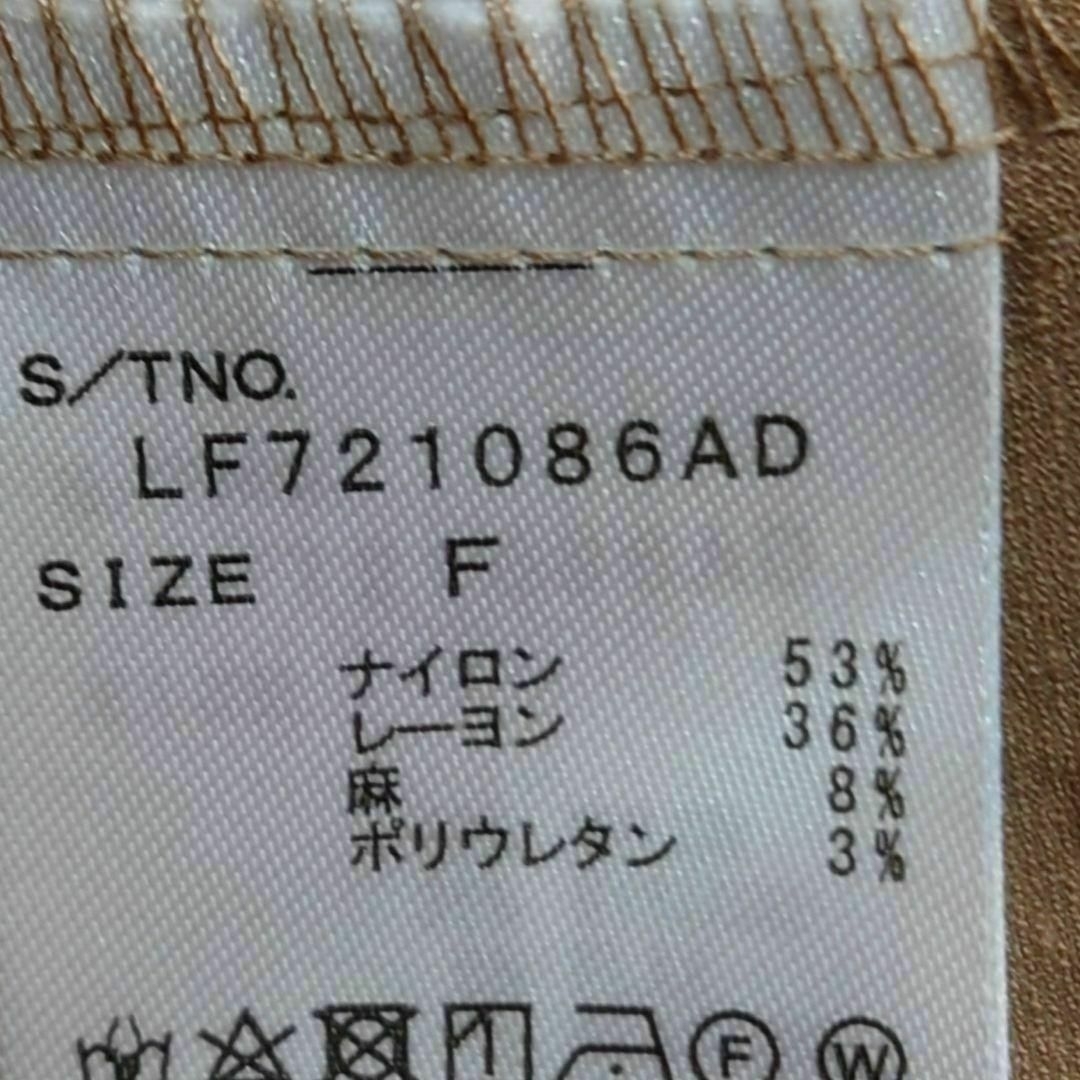 S/TNO.
LF721086AD
SIZE F
ナイロン 53%
レーヨン 36%
麻 8%
ポリウレタン 3%
F W